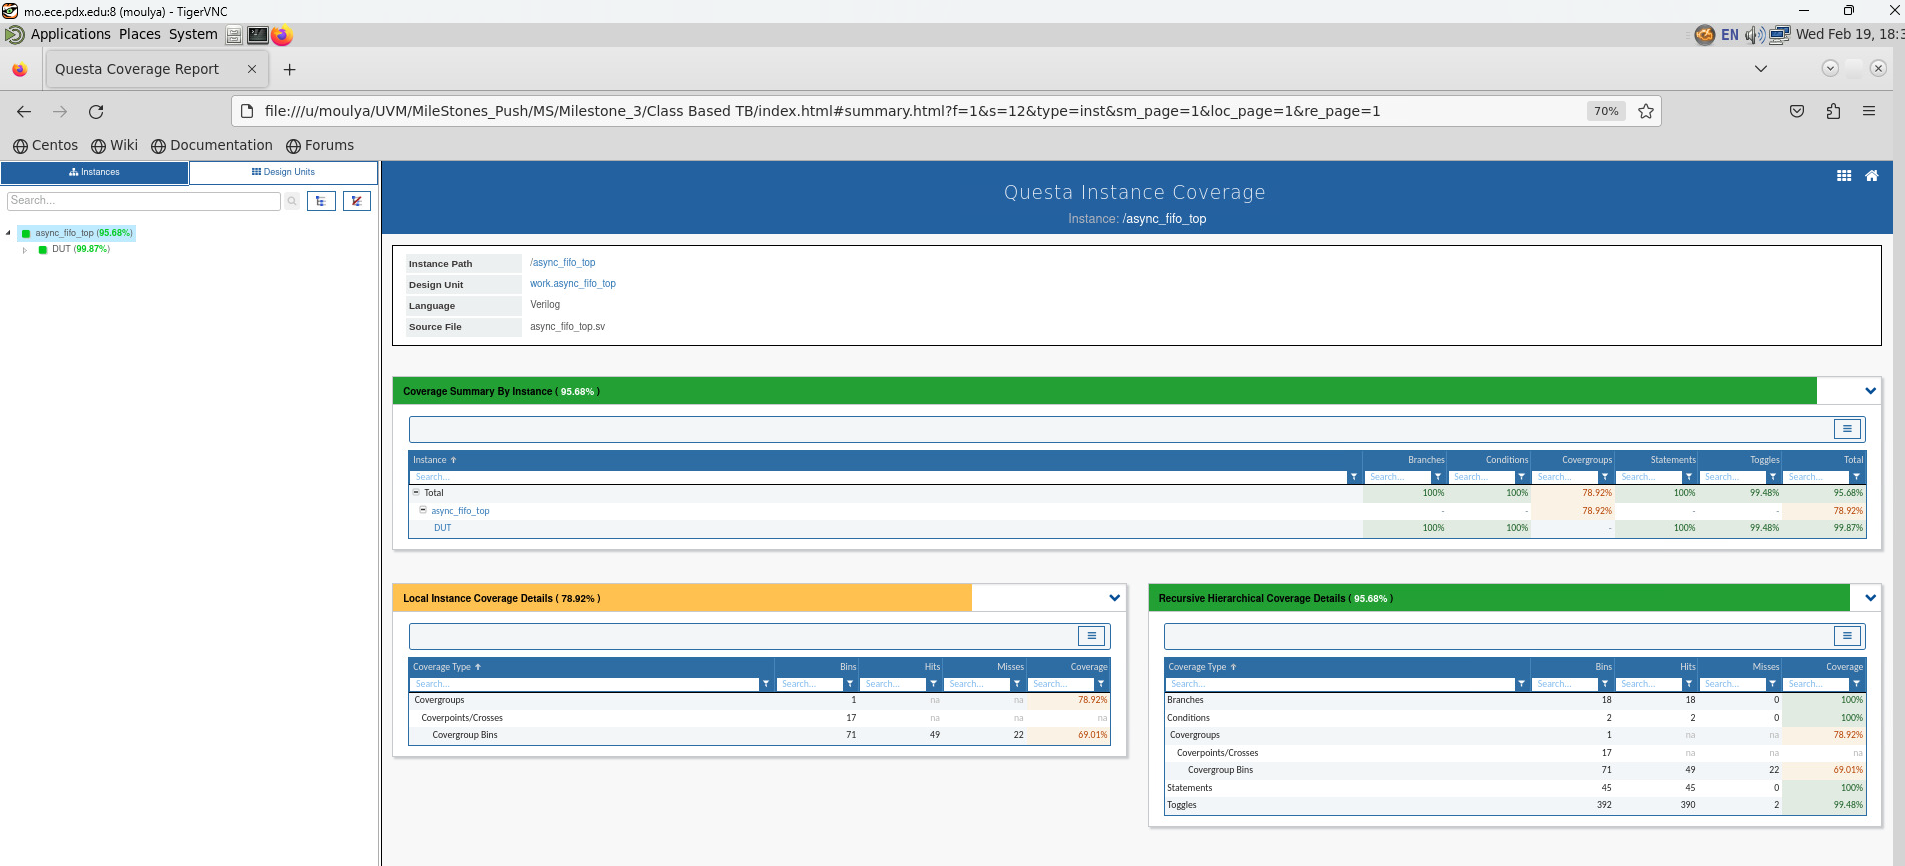 mo.ece.pdx.edu:8 (moulya) - TigerVNC
Applications Places System EN Wed Feb 19, 18:3
Questa Coverage Report
file:///u/moulya/UVM/MileStones_Push/MS/Milestone_3/Class Based TB/index.html#summary.html?f=1&s=12&type=inst&sm_page=1&loc_page=1&re_page=1 70%
Centos Wiki Documentation Forums
Instances Design Units
Search...
async_fifo_top (95.68%)
DUT (99.87%)
Questa Instance Coverage
Instance: /async_fifo_top
Instance Path /async_fifo_top
Design Unit work.async_fifo_top
Language Verilog
Source File async_fifo_top.sv
Coverage Summary By Instance ( 95.68% )
Instance Branches Conditions Covergroups Statements Toggles Total
Search... Search... Search... Search... Search... Search... Search...
Total 100% 100% 78.92% 100% 99.48% 95.68%
async_fifo_top - - 78.92% - - 78.92%
DUT 100% 100% - 100% 99.48% 99.87%
Local Instance Coverage Details ( 78.92% )
Coverage Type Bins Hits Misses Coverage
Search... Search... Search... Search... Search...
Covergroups 1 na na 78.92%
Coverpoints/Crosses 17 na na na
Covergroup Bins 71 49 22 69.01%
Recursive Hierarchical Coverage Details ( 95.68% )
Coverage Type Bins Hits Misses Coverage
Search... Search... Search... Search... Search...
Branches 18 18 0 100%
Conditions 2 2 0 100%
Covergroups 1 na na 78.92%
Coverpoints/Crosses 17 na na na
Covergroup Bins 71 49 22 69.01%
Statements 45 45 0 100%
Toggles 392 390 2 99.48%